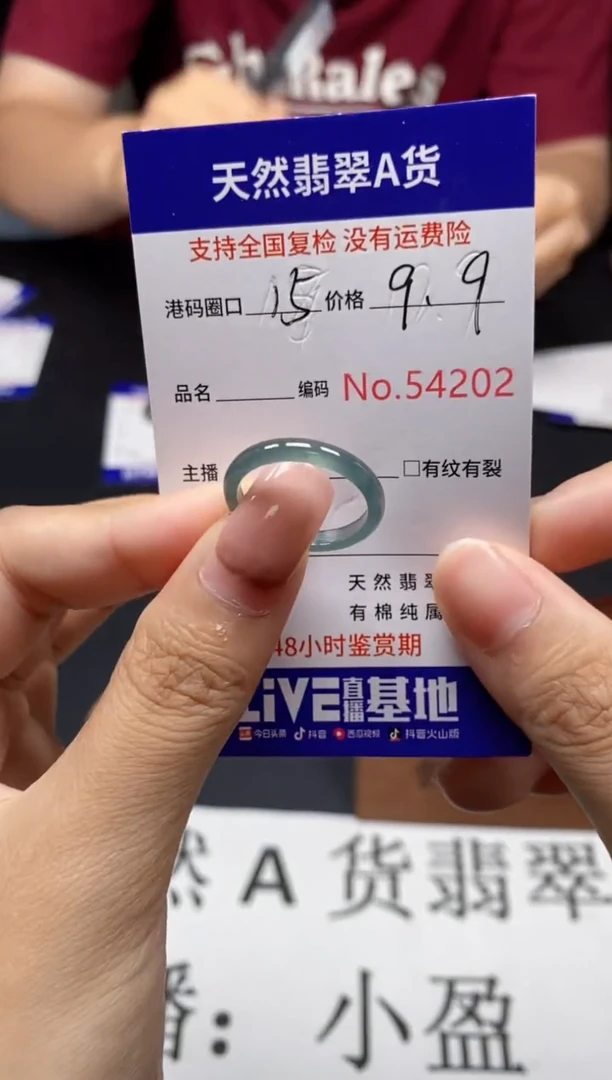 天然翡翠A货
支持全国复检 没有运费险
港码圈口 15 价格 9.9
品名 编码 No.54202
主播 □有纹有裂
天然翡
有棉纯属
48小时鉴赏期
LIVE直播基地
今日头条 抖音 西瓜视频 抖音火山版
然A货翡翠
播：小盈